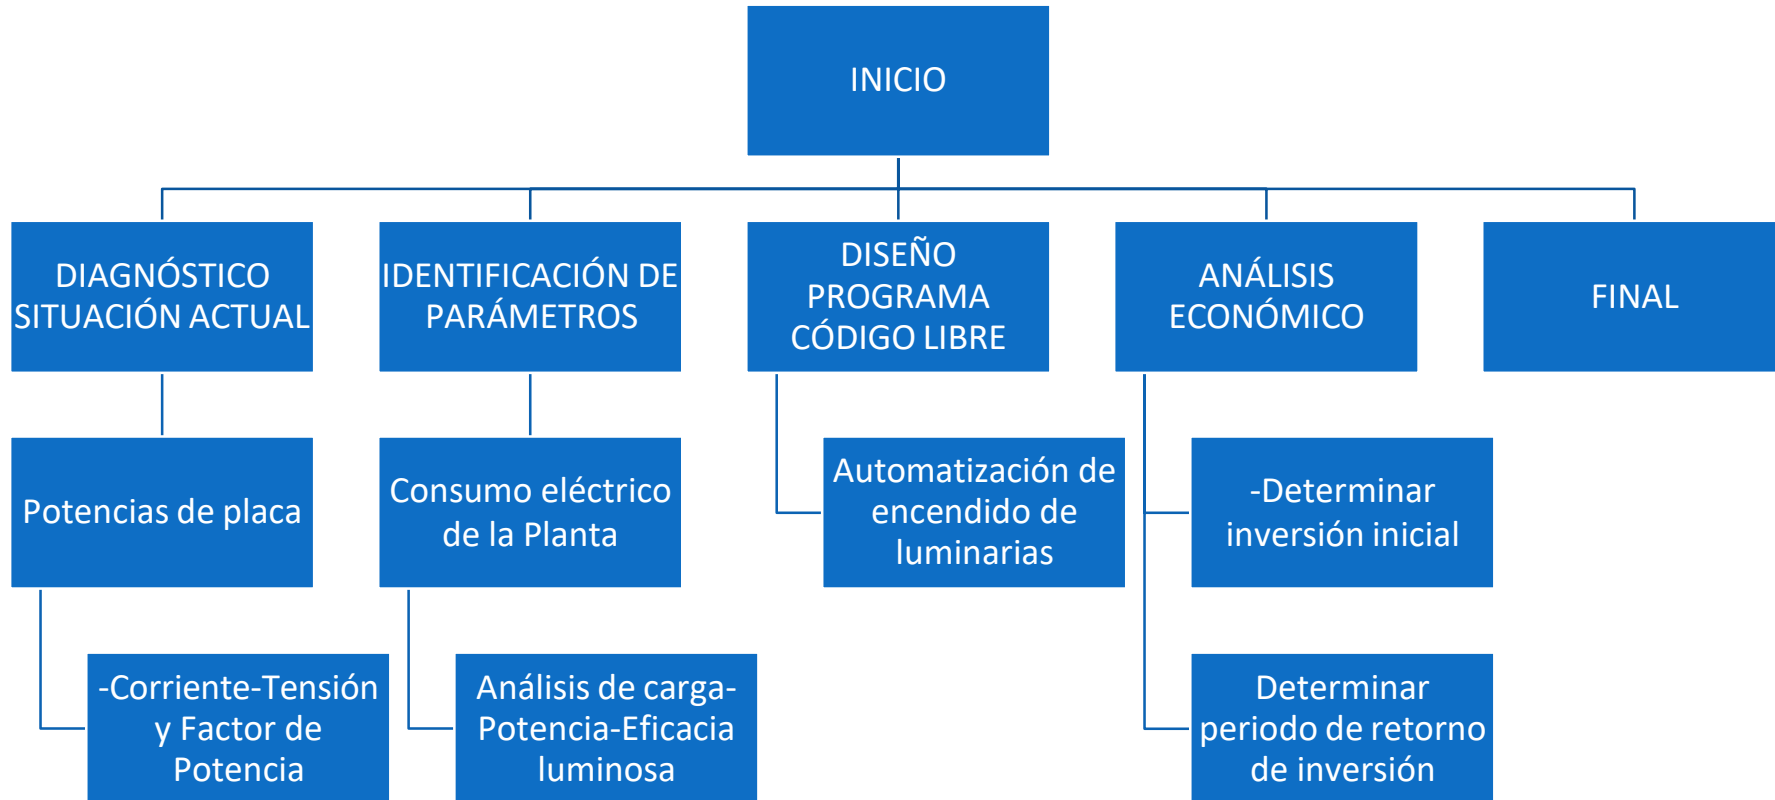 INICIO
DIAGNÓSTICO
SITUACIÓN ACTUAL
IDENTIFICACIÓN DE
PARÁMETROS
DISEÑO
PROGRAMA
CÓDIGO LIBRE
ANÁLISIS
ECONÓMICO
FINAL
Potencias de placa
Consumo eléctrico
de la Planta
Automatización de
encendido de
luminarias
-Determinar
inversión inicial
-Corriente-Tensión
y Factor de
Potencia
Análisis de carga-
Potencia-Eficacia
luminosa
Determinar
periodo de retorno
de inversión